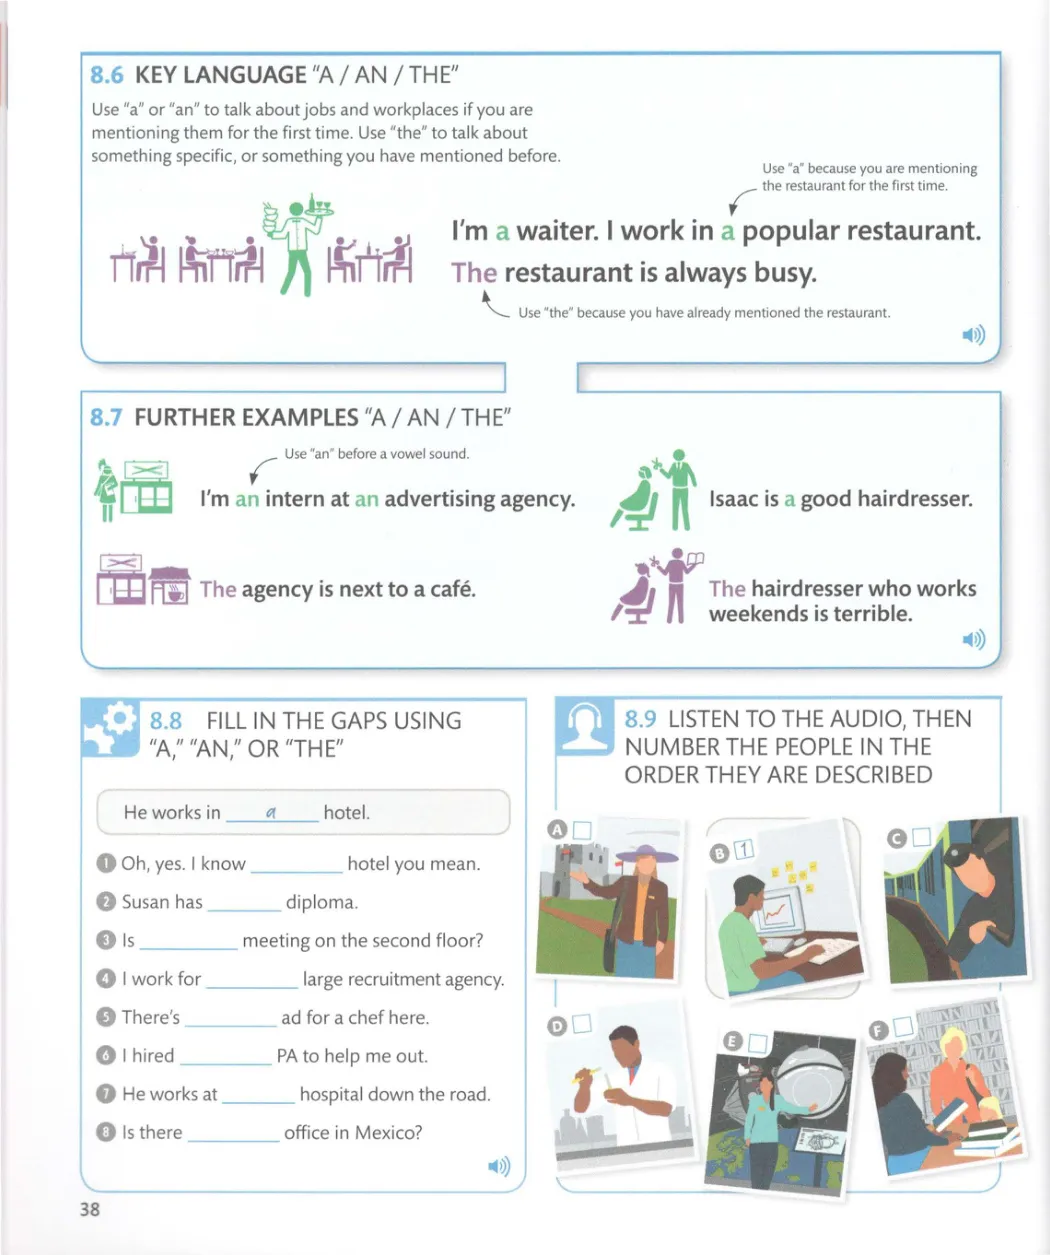 8.6 KEY LANGUAGE "A / AN / THE"
Use "a" or "an" to talk about jobs and workplaces if you are
mentioning them for the first time. Use "the" to talk about
something specific, or something you have mentioned before.
Use "a" because you are mentioning
the restaurant for the first time.
I'm a waiter. I work in a popular restaurant.
The restaurant is always busy.
Use "the" because you have already mentioned the restaurant.
8.7 FURTHER EXAMPLES "A / AN / THE"
Use "an" before a vowel sound.
I'm an intern at an advertising agency.
Isaac is a good hairdresser.
The agency is next to a café.
The hairdresser who works
weekends is terrible.
8.8 FILL IN THE GAPS USING
"A," "AN," OR "THE"
He works in a hotel.
1 Oh, yes. I know ________ hotel you mean.
2 Susan has ________ diploma.
3 Is ________ meeting on the second floor?
4 I work for ________ large recruitment agency.
5 There's ________ ad for a chef here.
6 I hired ________ PA to help me out.
7 He works at ________ hospital down the road.
8 Is there ________ office in Mexico?
8.9 LISTEN TO THE AUDIO, THEN
NUMBER THE PEOPLE IN THE
ORDER THEY ARE DESCRIBED
A
B 1
C
D
E
F
38